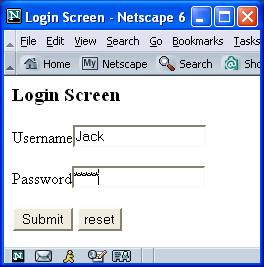 Login Screen - Netscape 6
File Edit View Search Go Bookmarks Tasks
Home My Netscape Search Sho
Login Screen
Username Jack
Password ****
Submit reset